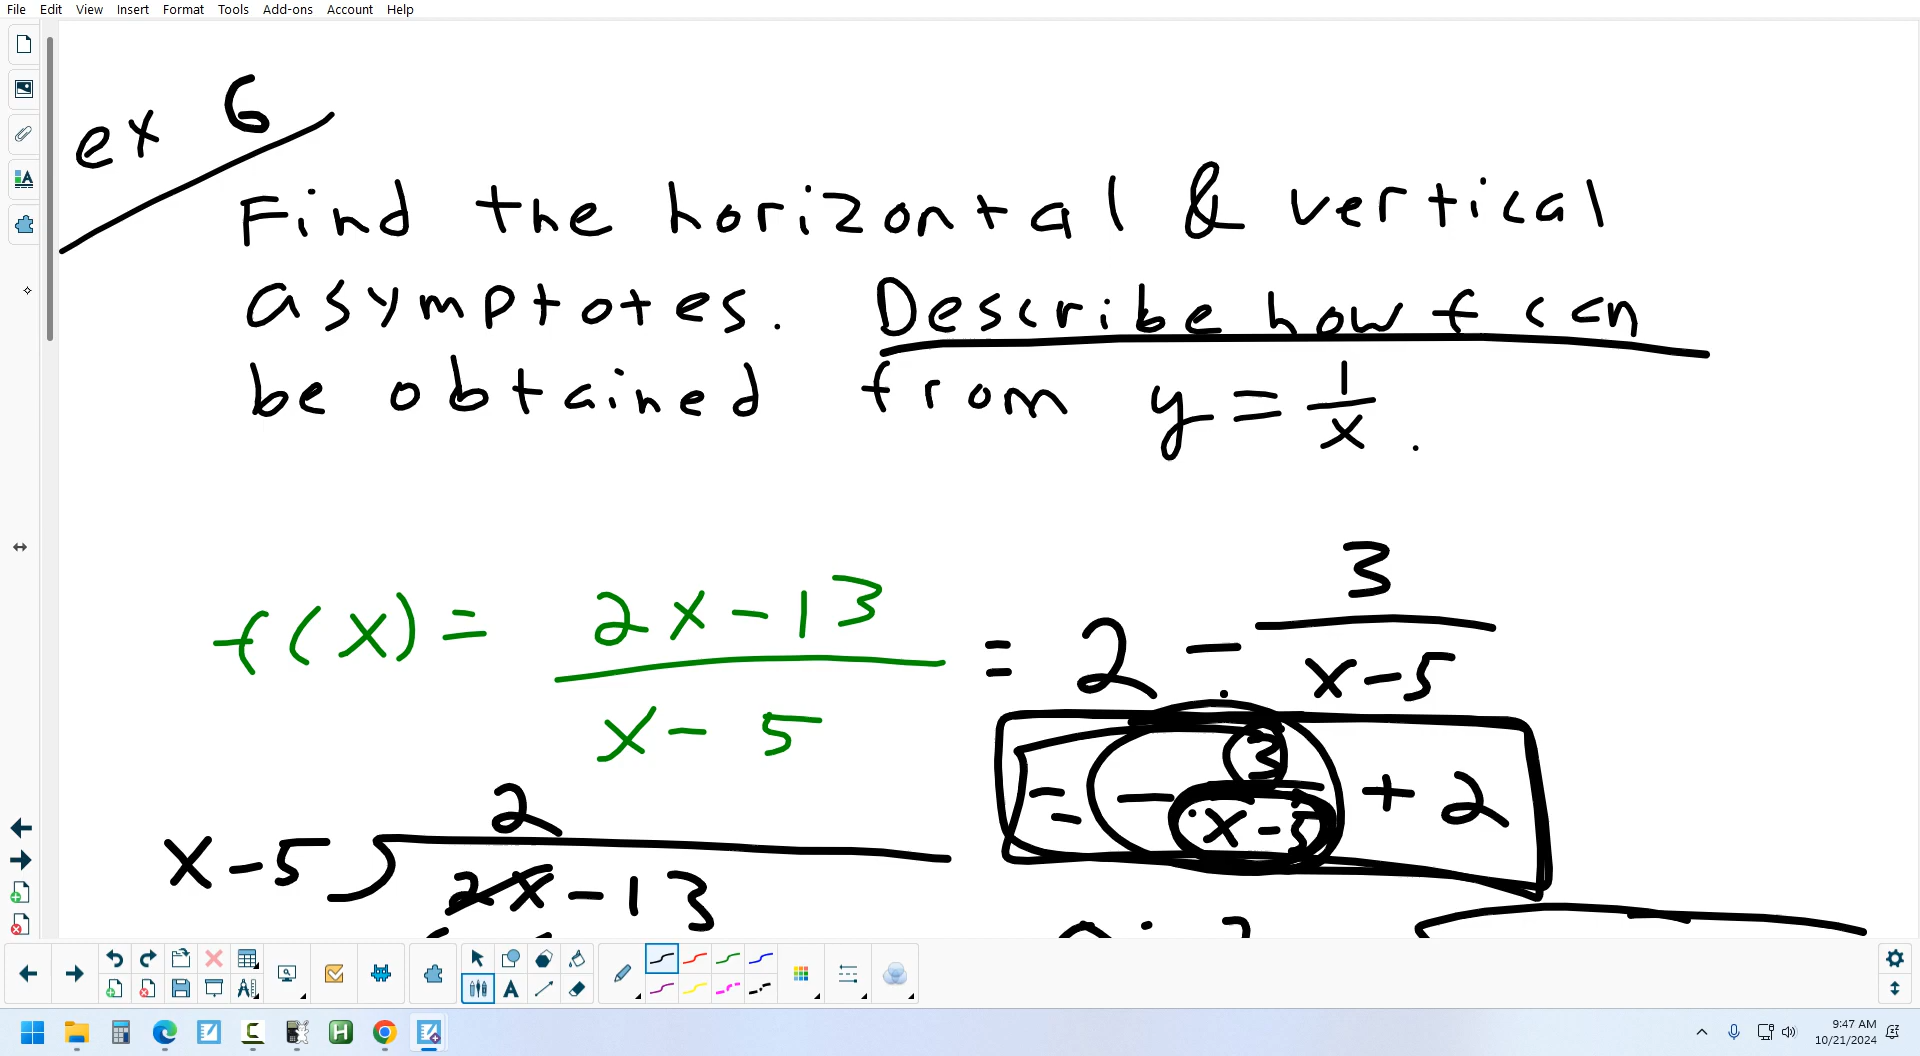 File Edit View Insert Format Tools Add-ons Account Help
ex 6
Find the horizontal & vertical
asymptotes. Describe how f can
be obtained from y = 1/x .
f(x) = (2x - 13)/(x - 5) = 2 - 3/(x - 5)
= - 3/(x - 5) + 2
2
x - 5 ) 2x - 13
9:47 AM
10/21/2024